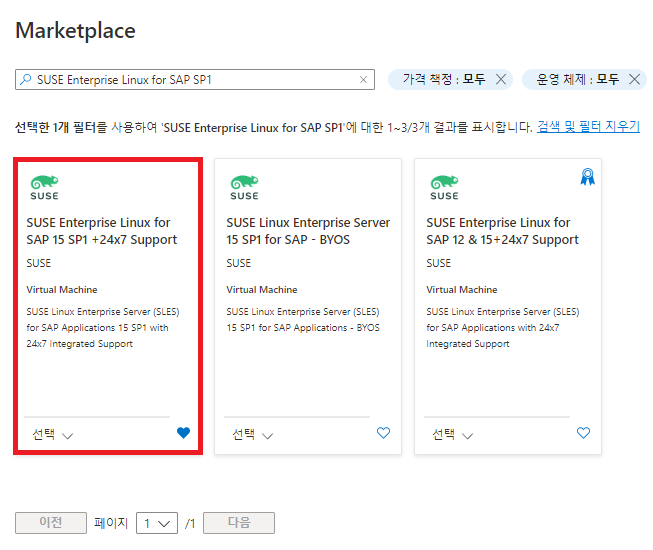 Marketplace
SUSE Enterprise Linux for SAP SP1
가격 책정 : 모두
운영 체제 : 모두
선택한 1개 필터를 사용하여 'SUSE Enterprise Linux for SAP SP1'에 대한 1~3/3개 결과를 표시합니다. 검색 및 필터 지우기
SUSE
SUSE Enterprise Linux for
SAP 15 SP1 +24x7 Support
SUSE
Virtual Machine
SUSE Linux Enterprise Server (SLES)
for SAP Applications 15 SP1 with
24x7 Integrated Support
선택
SUSE
SUSE Linux Enterprise Server
15 SP1 for SAP - BYOS
SUSE
Virtual Machine
SUSE Linux Enterprise Server (SLES)
15 SP1 for SAP Applications - BYOS
선택
SUSE
SUSE Enterprise Linux for
SAP 12 & 15+24x7 Support
SUSE
Virtual Machine
SUSE Linux Enterprise Server (SLES)
for SAP Applications with 24x7
Integrated Support
선택
이전 페이지 1 /1 다음